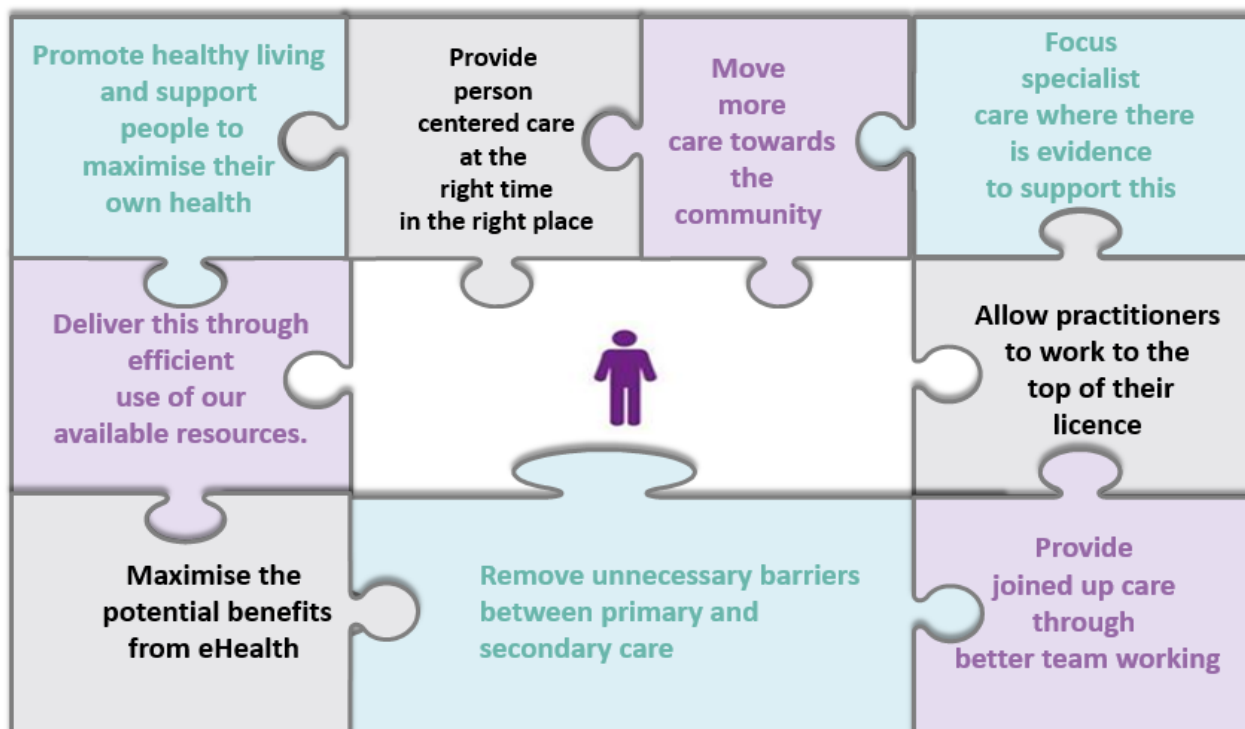 Promote healthy living
and support
people to
maximise their
own health
Provide
person
centered care
at the
right time
in the right place
Move
more
care towards
the
community
Focus
specialist
care where there
is evidence
to support this
Deliver this through
efficient
use of our
available resources.
Allow practitioners
to work to the
top of their
licence
Maximise the
potential benefits
from eHealth
Remove unnecessary barriers
between primary and
secondary care
Provide
joined up care
through
better team working